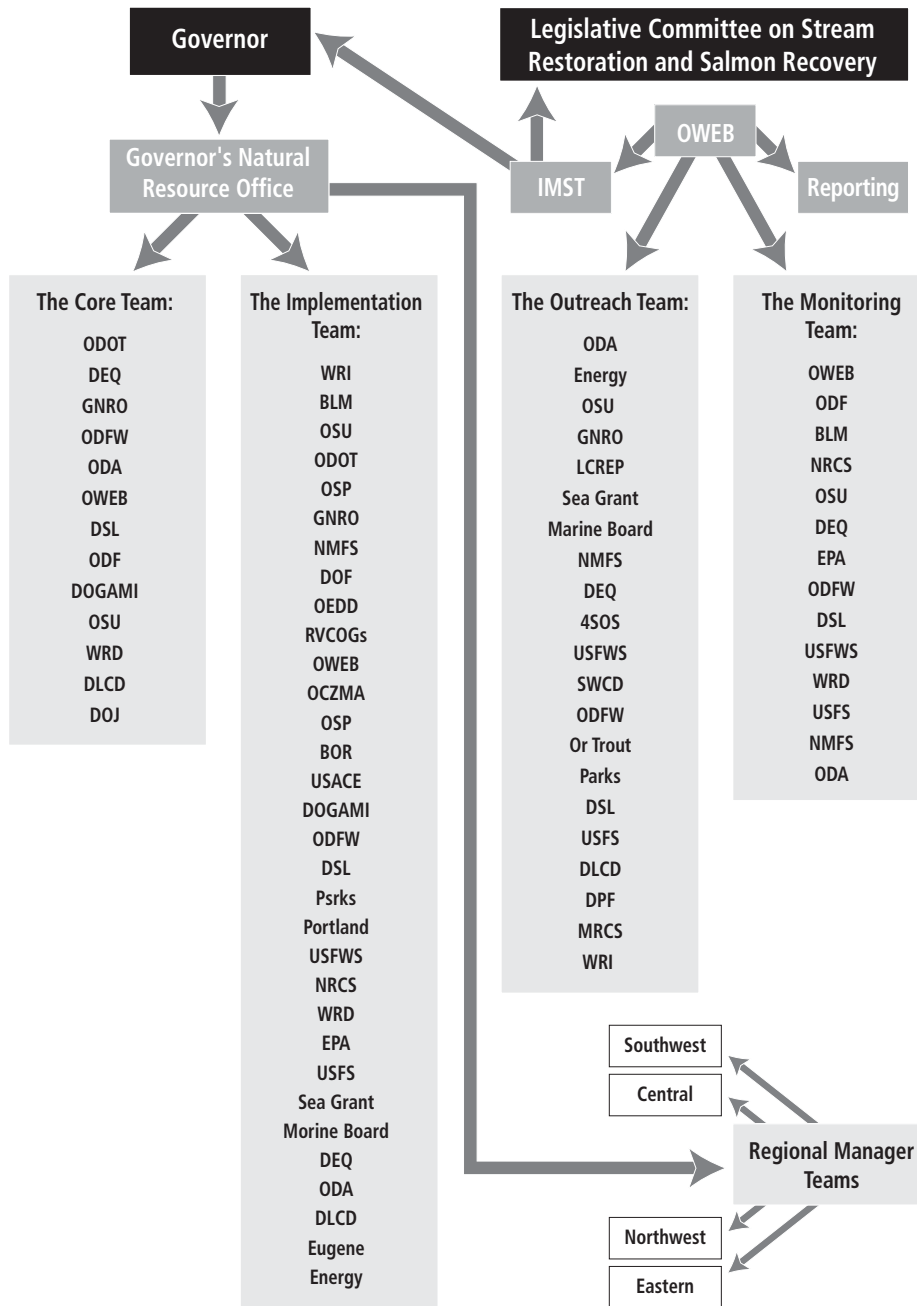 Governor
Legislative Committee on Stream
Restoration and Salmon Recovery
Governor's Natural
Resource Office
OWEB
IMST
Reporting
The Core Team:
ODOT
DEQ
GNRO
ODFW
ODA
OWEB
DSL
ODF
DOGAMI
OSU
WRD
DLCD
DOJ
The Implementation
Team:
WRI
BLM
OSU
ODOT
OSP
GNRO
NMFS
DOF
OEDD
RVCOGs
OWEB
OCZMA
OSP
BOR
USACE
DOGAMI
ODFW
DSL
Psrks
Portland
USFWS
NRCS
WRD
EPA
USFS
Sea Grant
Morine Board
DEQ
ODA
DLCD
Eugene
Energy
The Outreach Team:
ODA
Energy
OSU
GNRO
LCREP
Sea Grant
Marine Board
NMFS
DEQ
4SOS
USFWS
SWCD
ODFW
Or Trout
Parks
DSL
USFS
DLCD
DPF
MRCS
WRI
The Monitoring
Team:
OWEB
ODF
BLM
NRCS
OSU
DEQ
EPA
ODFW
DSL
USFWS
WRD
USFS
NMFS
ODA
Southwest
Central
Regional Manager
Teams
Northwest
Eastern